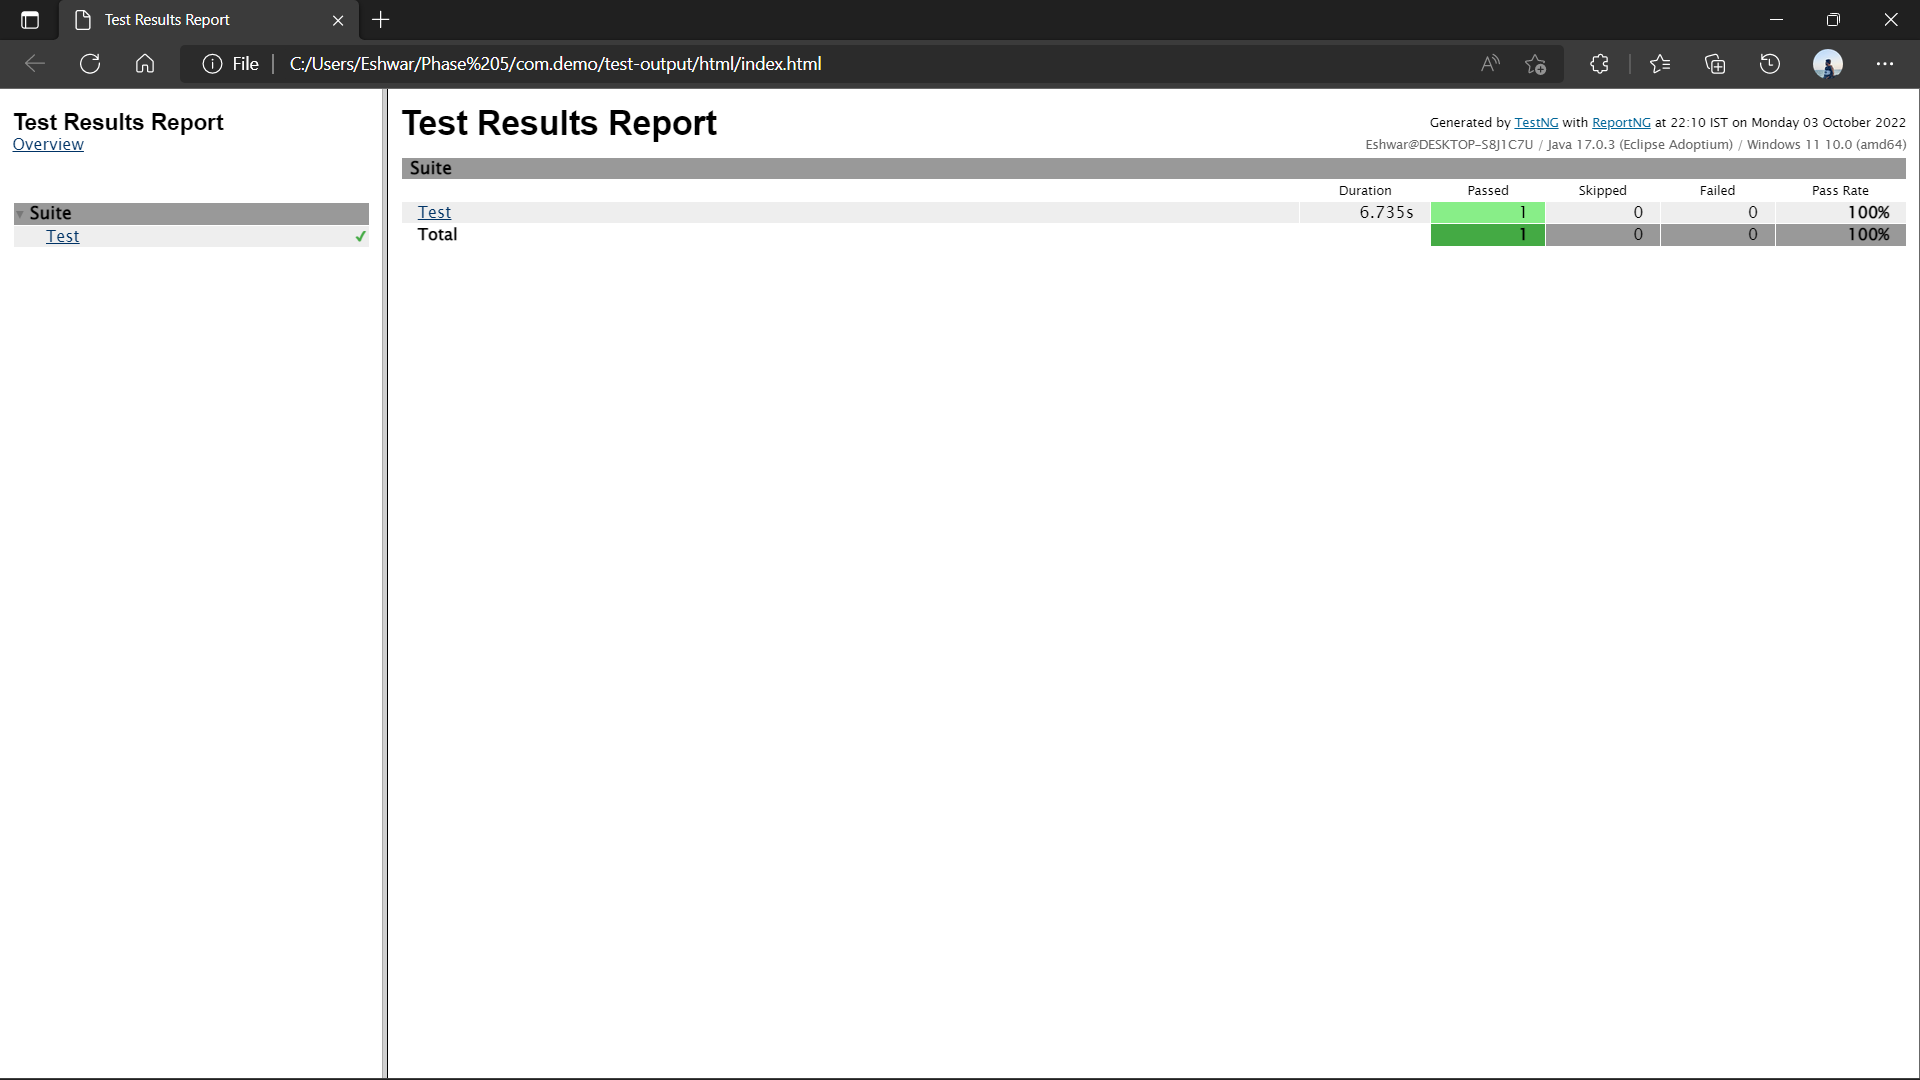 Test Results Report
File
C:/Users/Eshwar/Phase%205/com.demo/test-output/html/index.html
Test Results Report
Overview
Suite
Test
Test Results Report
Generated by TestNG with ReportNG at 22:10 IST on Monday 03 October 2022
Eshwar@DESKTOP-S8J1C7U / Java 17.0.3 (Eclipse Adoptium) / Windows 11 10.0 (amd64)
Suite
Duration Passed Skipped Failed Pass Rate
Test 6.735s 1 0 0 100%
Total 1 0 0 100%